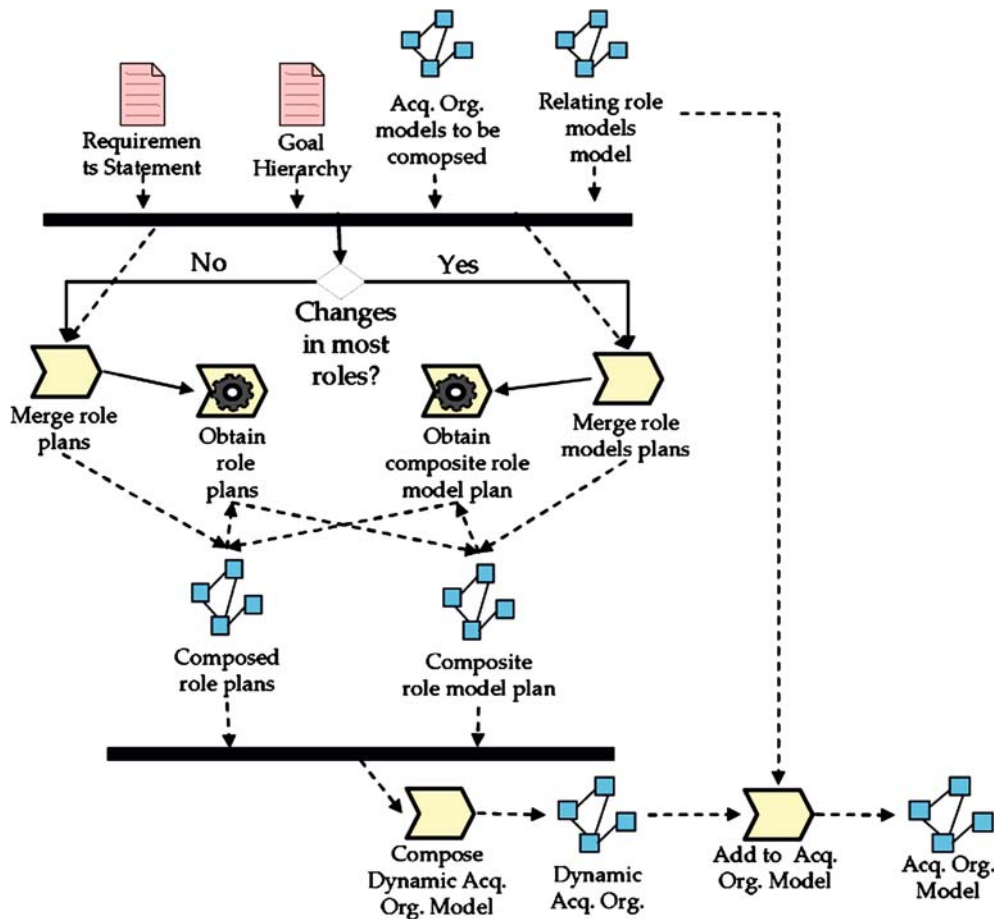 Requiremen
ts Statement
Goal
Hierarchy
Acq. Org.
models to be
comopsed
Relating role
models
model
No
Yes
Changes
in most
roles?
Merge role
plans
Obtain
role
plans
Obtain
composite role
model plan
Merge role
models plans
Composed
role plans
Composite
role model plan
Compose
Dynamic Acq.
Org. Model
Dynamic
Acq. Org.
Add to Acq.
Org. Model
Acq. Org.
Model